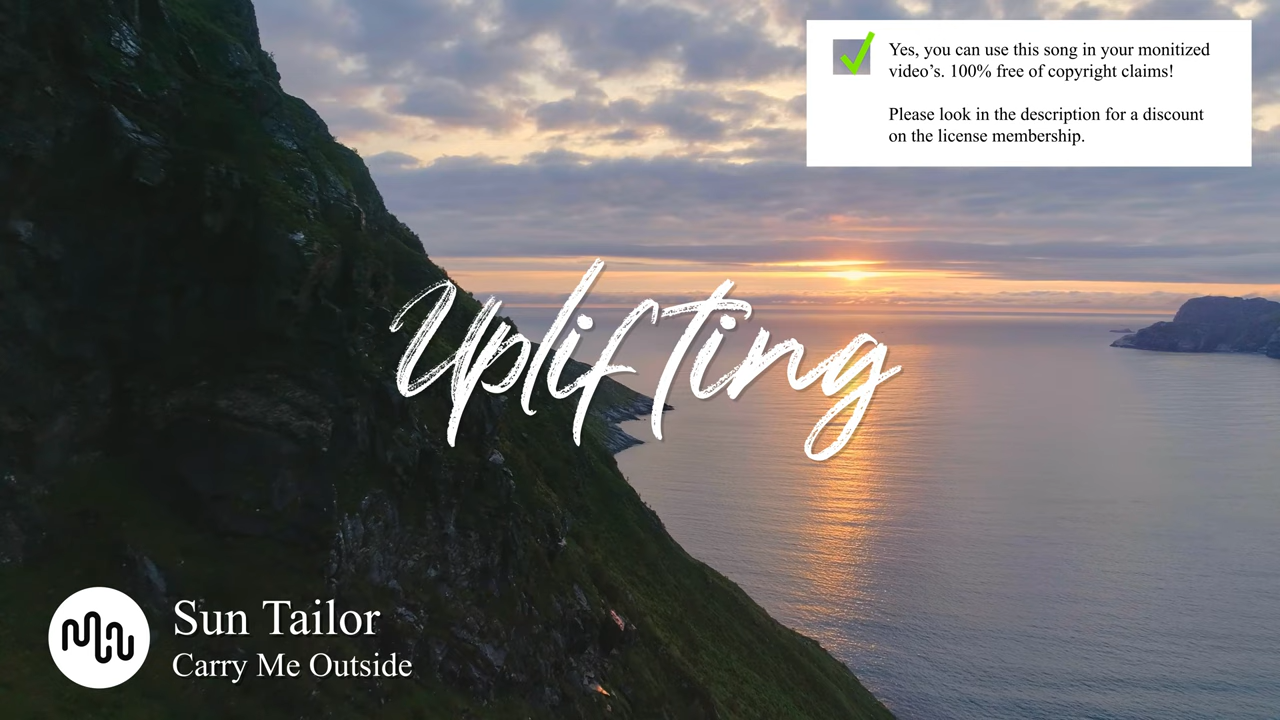 Yes, you can use this song in your monitized
video's. 100% free of copyright claims!
Please look in the description for a discount
on the license membership.
Uplifting
Sun Tailor
Carry Me Outside